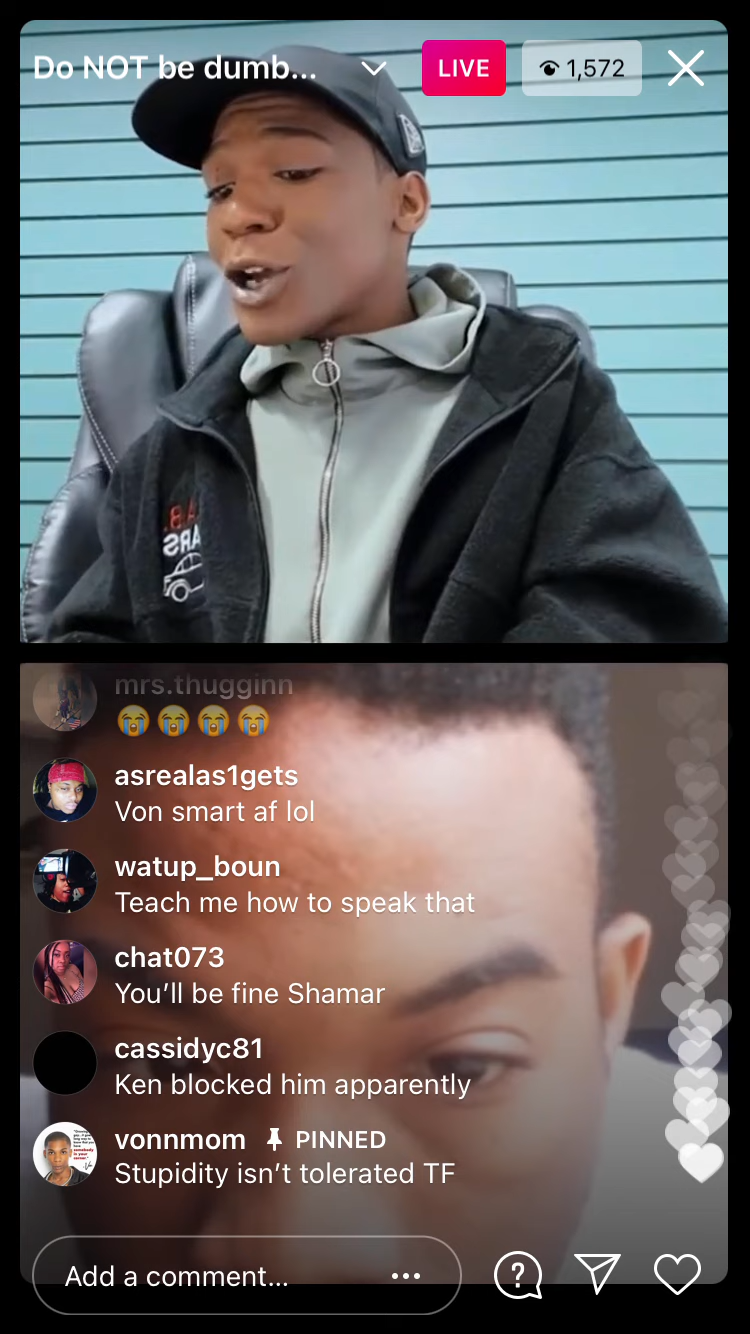 Do NOT be dumb...
LIVE
1,572
mrs.thugginn
😭😭😭😭
asrealas1gets
Von smart af lol
watup_boun
Teach me how to speak that
chat073
You’ll be fine Shamar
cassidyc81
Ken blocked him apparently
vonnmom PINNED
Stupidity isn’t tolerated TF
Add a comment...